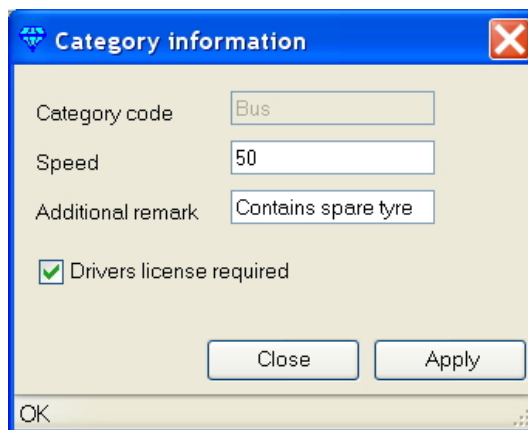 Category information
Category code Bus
Speed 50
Additional remark Contains spare tyre
Drivers license required
Close Apply
OK